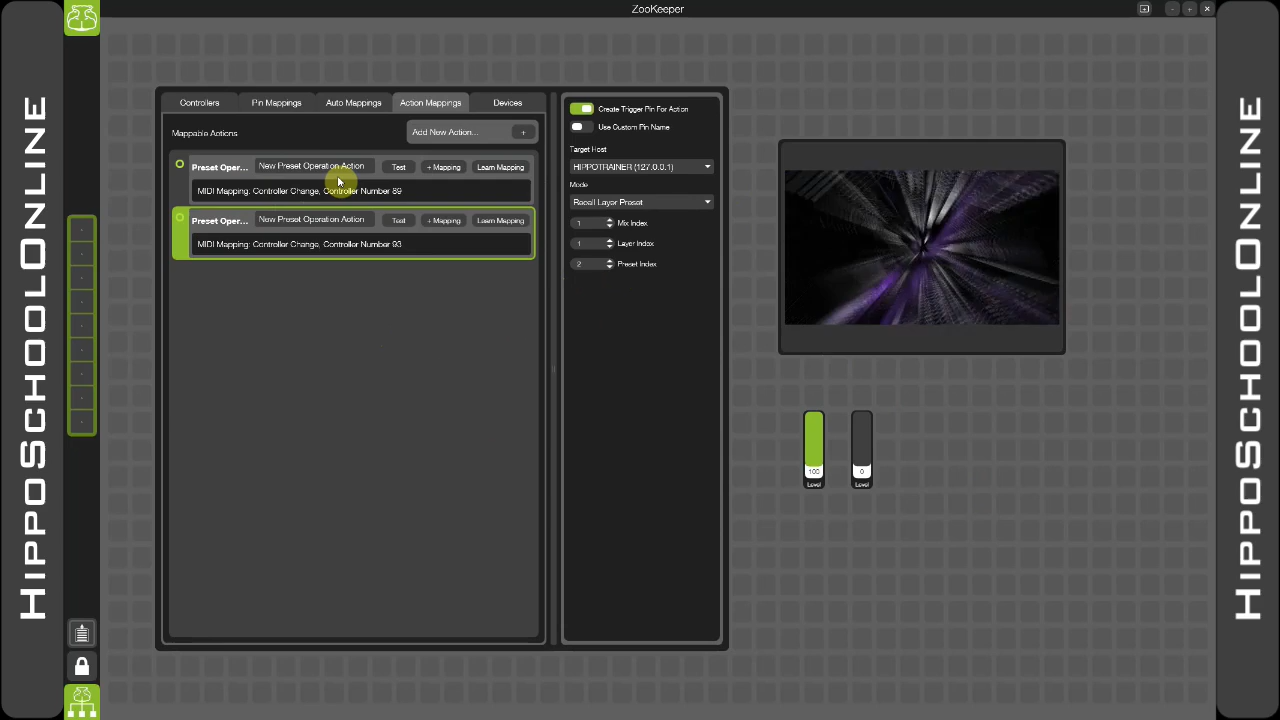 ZooKeeper
HIPPOSCHOOLONLINE
Controllers
Pin Mappings
Auto Mappings
Action Mappings
Devices
Mappable Actions
Add New Action...
+
Preset Oper...
New Preset Operation Action
Test
+ Mapping
Learn Mapping
MIDI Mapping: Controller Change, Controller Number 89
Preset Oper...
New Preset Operation Action
Test
+ Mapping
Learn Mapping
MIDI Mapping: Controller Change, Controller Number 93
Create Trigger Pin For Action
Use Custom Pin Name
Target Host
HIPPOTRAINER (127.0.0.1)
Mode
Recall Layer Preset
1 Mix Index
1 Layer Index
2 Preset Index
100
Level
0
Level
HIPPOSCHOOLONLINE